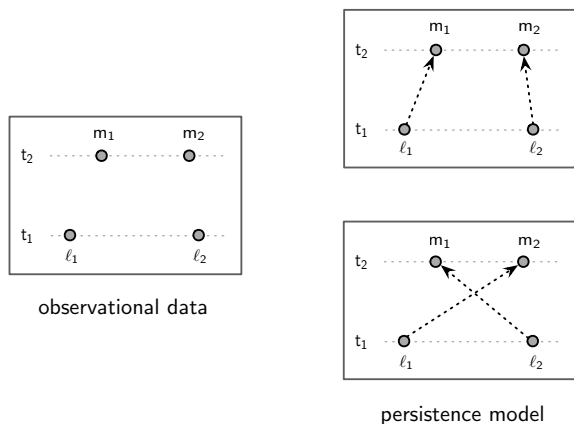 m₁ m₂
t₂
t₁
ℓ₁ ℓ₂
observational data
m₁ m₂
t₂
t₁
ℓ₁ ℓ₂
m₁ m₂
t₂
t₁
ℓ₁ ℓ₂
persistence model